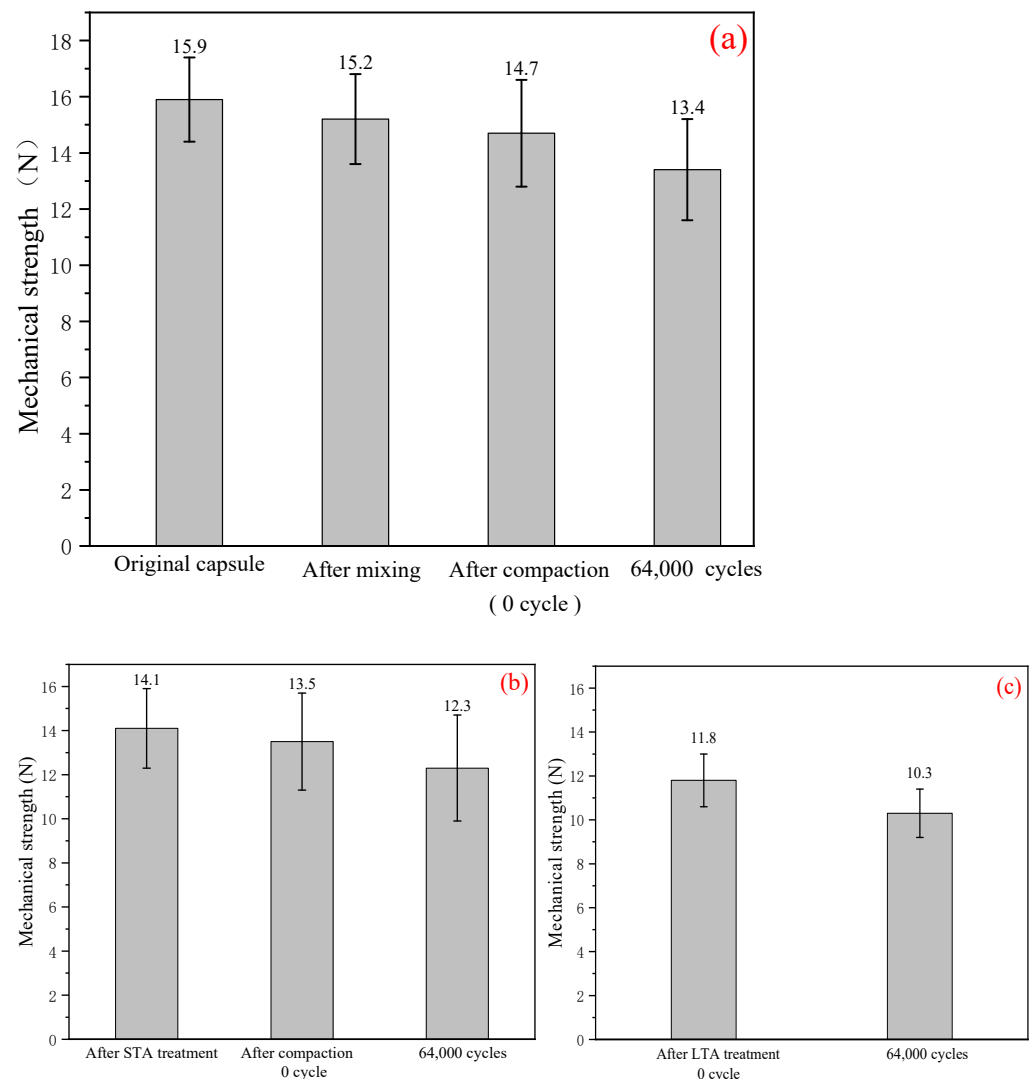 (a)
Mechanical strength （N）
18
16
14
12
10
8
6
4
2
0
15.9
15.2
14.7
13.4
Original capsule
After mixing
After compaction
( 0 cycle )
64,000 cycles
(b)
Mechanical strength (N)
16
14
12
10
8
6
4
2
0
14.1
13.5
12.3
After STA treatment
After compaction
0 cycle
64,000 cycles
(c)
Mechanical strength (N)
16
14
12
10
8
6
4
2
0
11.8
10.3
After LTA treatment
0 cycle
64,000 cycles